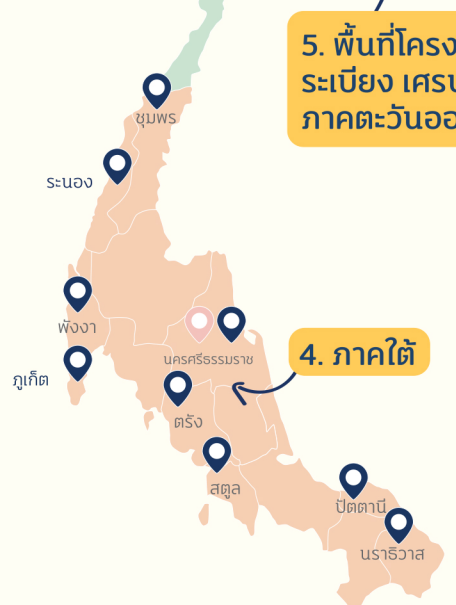 5. พื้นที่โครง
ระเบียง
ภาคตะวันออ
ชุมพร
ระนอง
พังงา
นครศรีธรรมราช
4. ภาคใต้
ภูเก็ต
ตรัง
สตูล
ปัตตานี
นราธิวาส